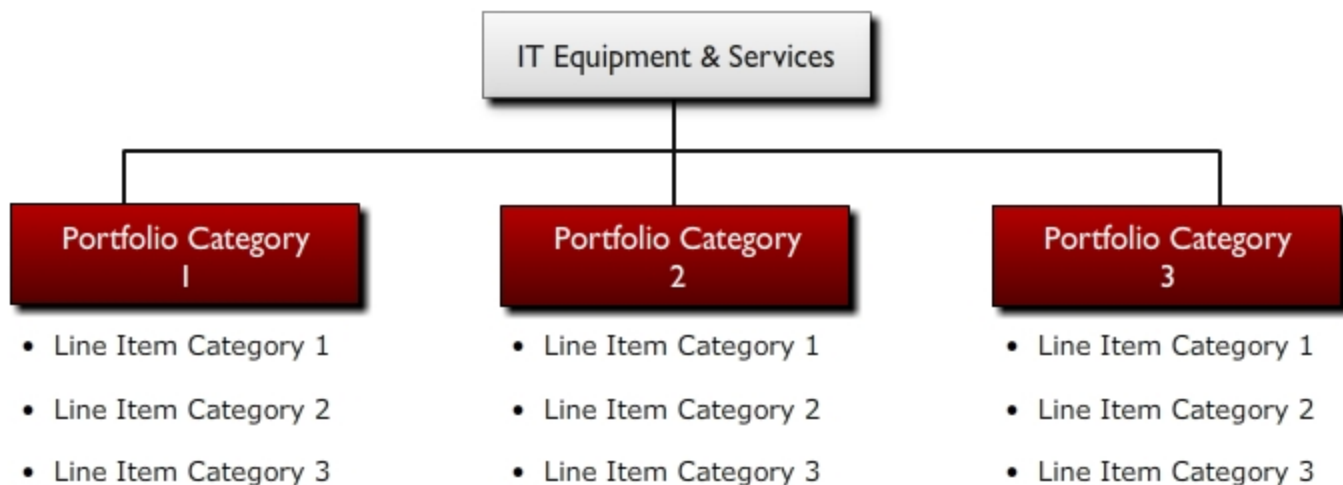 IT Equipment & Services
Portfolio Category
1
• Line Item Category 1
• Line Item Category 2
• Line Item Category 3
Portfolio Category
2
• Line Item Category 1
• Line Item Category 2
• Line Item Category 3
Portfolio Category
3
• Line Item Category 1
• Line Item Category 2
• Line Item Category 3